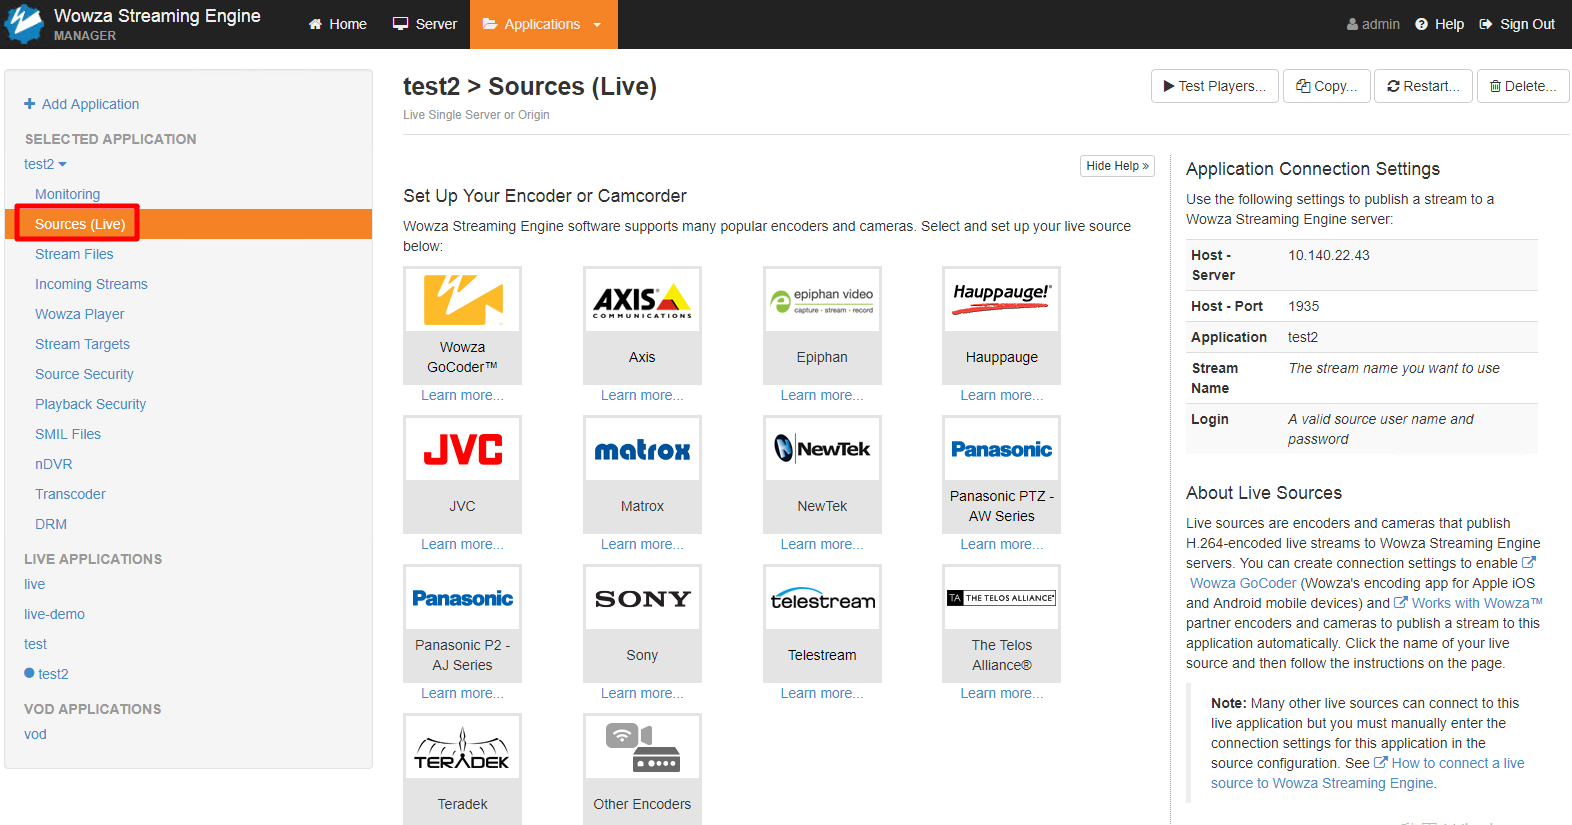 Wowza Streaming Engine
MANAGER
Home
Server
Applications
admin
Help
Sign Out
Add Application
SELECTED APPLICATION
test2
Monitoring
Sources (Live)
Stream Files
Incoming Streams
Wowza Player
Stream Targets
Source Security
Playback Security
SMIL Files
nDVR
Transcoder
DRM
LIVE APPLICATIONS
live
live-demo
test
test2
VOD APPLICATIONS
vod
test2 > Sources (Live)
Live Single Server or Origin
Test Players...
Copy...
Restart...
Delete...
Hide Help »
Set Up Your Encoder or Camcorder
Wowza Streaming Engine software supports many popular encoders and cameras. Select and set up your live source
below:
Wowza
GoCoder™
Learn more...
AXIS
COMMUNICATIONS
Axis
Learn more...
epiphan video
capture · stream · record
Epiphan
Learn more...
Hauppauge!®
Hauppauge
Learn more...
JVC
JVC
Learn more...
matrox
Matrox
Learn more...
NewTek
NewTek
Learn more...
Panasonic
Panasonic PTZ -
AW Series
Learn more...
Panasonic
Panasonic P2 -
AJ Series
Learn more...
SONY
Sony
Learn more...
telestream
Telestream
Learn more...
TA THE TELOS ALLIANCE®
The Telos
Alliance®
Learn more...
TERADEK
Teradek
Other Encoders
Application Connection Settings
Use the following settings to publish a stream to a
Wowza Streaming Engine server:
Host -
Server
10.140.22.43
Host - Port
1935
Application
test2
Stream
Name
The stream name you want to use
Login
A valid source user name and
password
About Live Sources
Live sources are encoders and cameras that publish
H.264-encoded live streams to Wowza Streaming Engine
servers. You can create connection settings to enable
Wowza GoCoder (Wowza's encoding app for Apple iOS
and Android mobile devices) and Works with Wowza™
partner encoders and cameras to publish a stream to this
application automatically. Click the name of your live
source and then follow the instructions on the page.
Note: Many other live sources can connect to this
live application but you must manually enter the
connection settings for this application in the
source configuration. See How to connect a live
source to Wowza Streaming Engine.